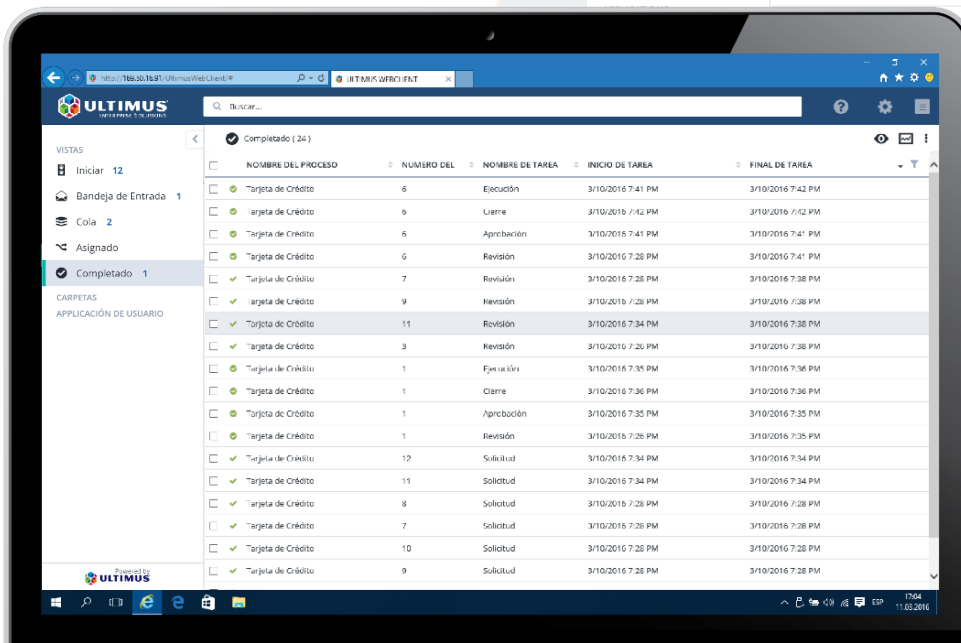 http://169.50.16.91/UltimusWebClient/#
ULTIMUS WEBCLIENT
ULTIMUS
ENTERPRISE SOLUTIONS
Buscar...
VISTAS
Iniciar 12
Bandeja de Entrada 1
Cola 2
Asignado
Completado 1
CARPETAS
APPLICACIÓN DE USUARIO
Completado ( 24 )
NOMBRE DEL PROCESO NUMERO DEL NOMBRE DE TAREA INICIO DE TAREA FINAL DE TAREA
Tarjeta de Crédito 6 Ejecución 3/10/2016 7:41 PM 3/10/2016 7:42 PM
Tarjeta de Crédito 6 Cierre 3/10/2016 7:42 PM 3/10/2016 7:42 PM
Tarjeta de Crédito 6 Aprobación 3/10/2016 7:41 PM 3/10/2016 7:41 PM
Tarjeta de Crédito 6 Revisión 3/10/2016 7:28 PM 3/10/2016 7:41 PM
Tarjeta de Crédito 7 Revisión 3/10/2016 7:28 PM 3/10/2016 7:38 PM
Tarjeta de Crédito 9 Revisión 3/10/2016 7:28 PM 3/10/2016 7:38 PM
Tarjeta de Crédito 11 Revisión 3/10/2016 7:34 PM 3/10/2016 7:38 PM
Tarjeta de Crédito 3 Revisión 3/10/2016 7:26 PM 3/10/2016 7:38 PM
Tarjeta de Crédito 1 Ejecución 3/10/2016 7:35 PM 3/10/2016 7:36 PM
Tarjeta de Crédito 1 Cierre 3/10/2016 7:36 PM 3/10/2016 7:36 PM
Tarjeta de Crédito 1 Aprobación 3/10/2016 7:35 PM 3/10/2016 7:35 PM
Tarjeta de Crédito 1 Revisión 3/10/2016 7:26 PM 3/10/2016 7:35 PM
Tarjeta de Crédito 12 Solicitud 3/10/2016 7:34 PM 3/10/2016 7:34 PM
Tarjeta de Crédito 11 Solicitud 3/10/2016 7:34 PM 3/10/2016 7:34 PM
Tarjeta de Crédito 8 Solicitud 3/10/2016 7:28 PM 3/10/2016 7:28 PM
Tarjeta de Crédito 7 Solicitud 3/10/2016 7:28 PM 3/10/2016 7:28 PM
Tarjeta de Crédito 10 Solicitud 3/10/2016 7:28 PM 3/10/2016 7:28 PM
Tarjeta de Crédito 9 Solicitud 3/10/2016 7:28 PM 3/10/2016 7:28 PM
Powered by
ULTIMUS
ESP
17:04
11.03.2016